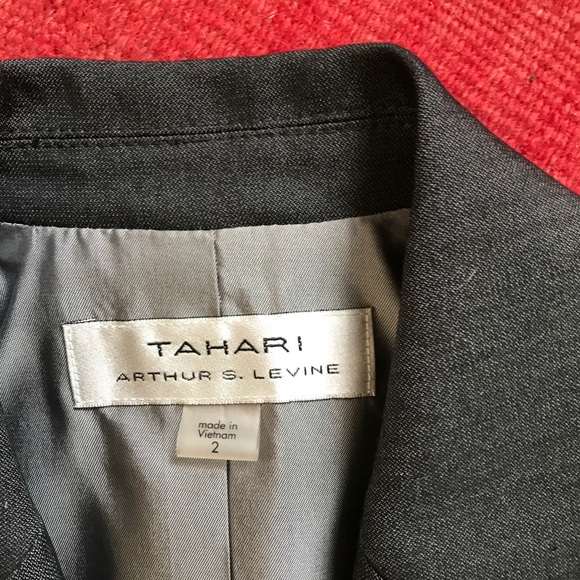 TAHARI
ARTHUR S. LEVINE
made in
Vietnam
2